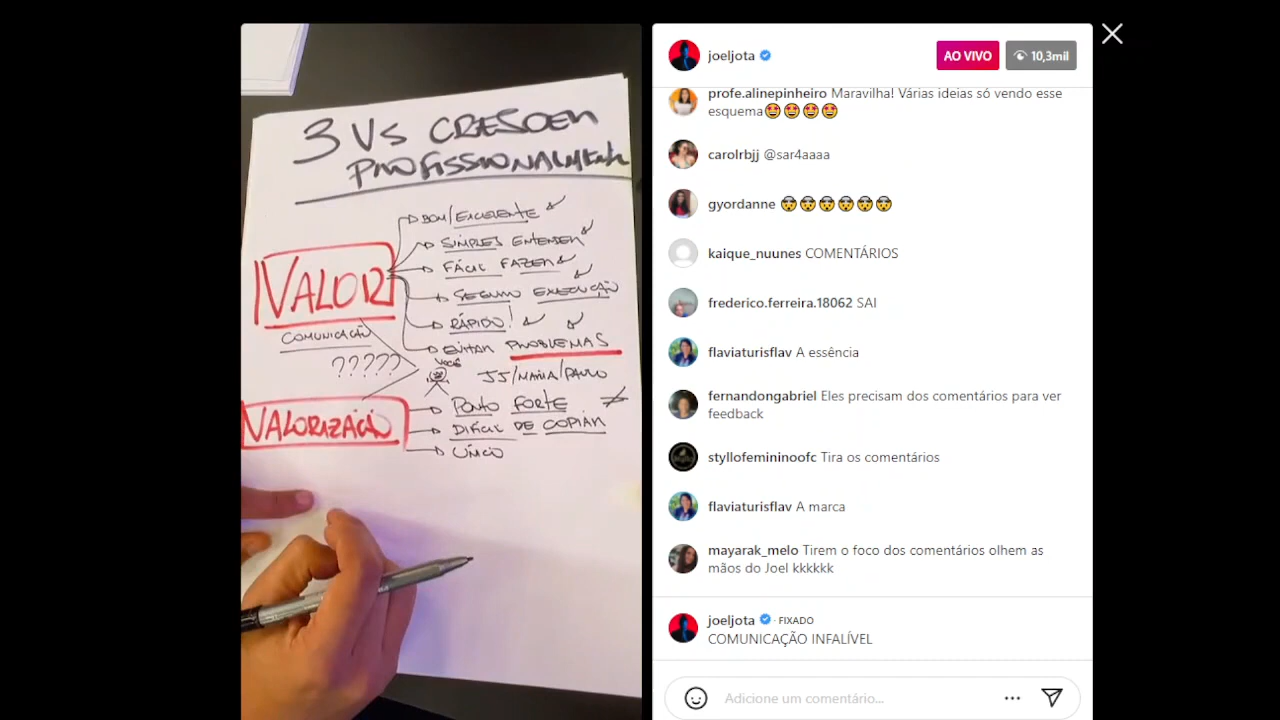 3 VS CRESCER
PROFISSIONALMENTE
BOM/EXCELENTE
SIMPLES ENTENDER
FÁCIL FAZER
VALOR
SEGURO EXECUÇÃO
RÁPIDO!
COMUNICAÇÃO
EVITAR PROBLEMAS
?????
VOCÊ
JJ/MARIA/PAULO
PONTO FORTE ≠
VALORIZAÇÃO
DIFÍCIL DE COPIAR
ÚNICO
joeljota
AO VIVO
10,3mil
profe.alinepinheiro Maravilha! Várias ideias só vendo esse
esquema😍😍😍😍
carolrbjj @sar4aaaa
gyordanne 🤯🤯🤯🤯🤯🤯
kaique_nuunes COMENTÁRIOS
frederico.ferreira.18062 SAI
flaviaturisflav A essência
fernandongabriel Eles precisam dos comentários para ver
feedback
styllofemininoofc Tira os comentários
flaviaturisflav A marca
mayarak_melo Tirem o foco dos comentários olhem as
mãos do Joel kkkkkk
joeljota · FIXADO
COMUNICAÇÃO INFALÍVEL
Adicione um comentário...